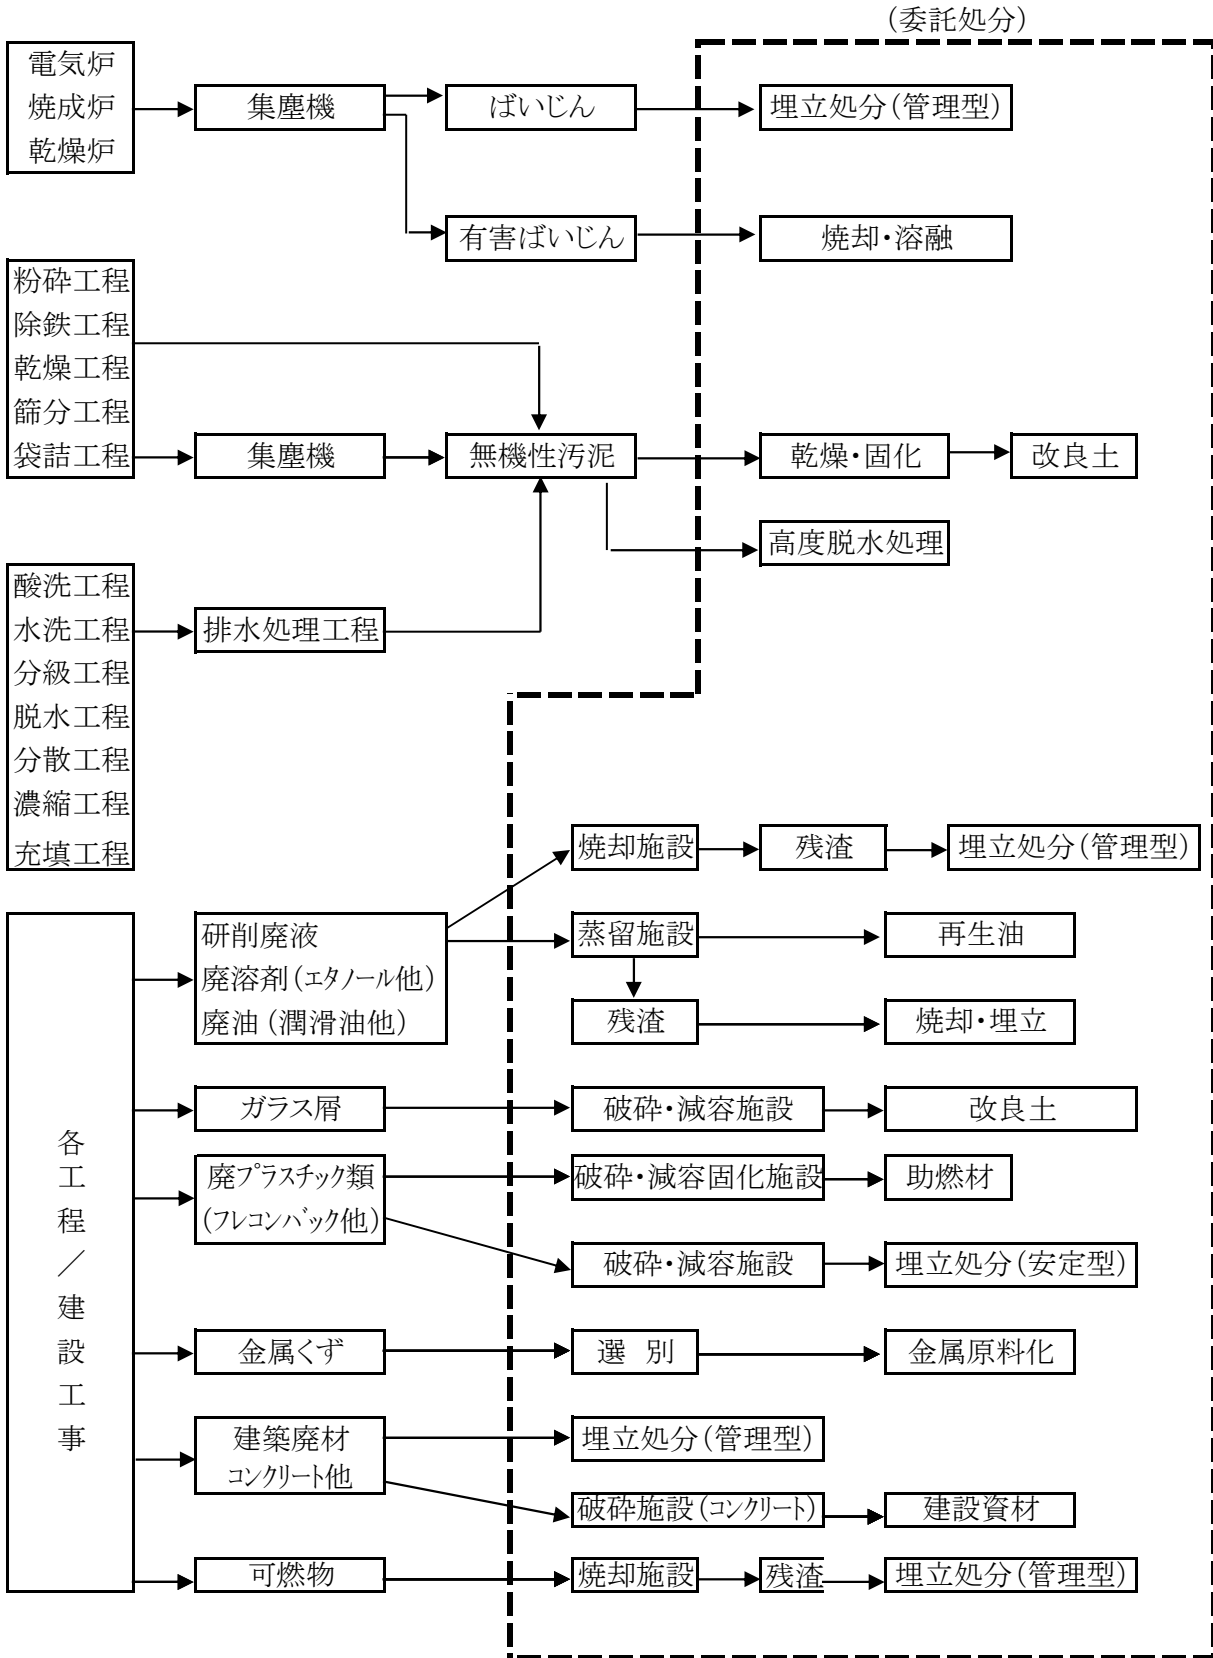 （委託処分）
電気炉
焼成炉
乾燥炉
集塵機
ばいじん
埋立処分（管理型）
有害ばいじん
焼却・溶融
粉砕工程
除鉄工程
乾燥工程
篩分工程
袋詰工程
集塵機
無機性汚泥
乾燥・固化
改良土
高度脱水処理
酸洗工程
水洗工程
分級工程
脱水工程
分散工程
濃縮工程
充填工程
排水処理工程
焼却施設
残渣
埋立処分（管理型）
各工程／建設工事
研削廃液
廃溶剤（エタノール他）
廃油（潤滑油他）
蒸留施設
再生油
残渣
焼却・埋立
ガラス屑
破砕・減容施設
改良土
廃プラスチック類
（フレコンバック他）
破砕・減容固化施設
助燃材
破砕・減容施設
埋立処分（安定型）
金属くず
選　別
金属原料化
建築廃材
コンクリート他
埋立処分（管理型）
破砕施設（コンクリート）
建設資材
可燃物
焼却施設
残渣
埋立処分（管理型）